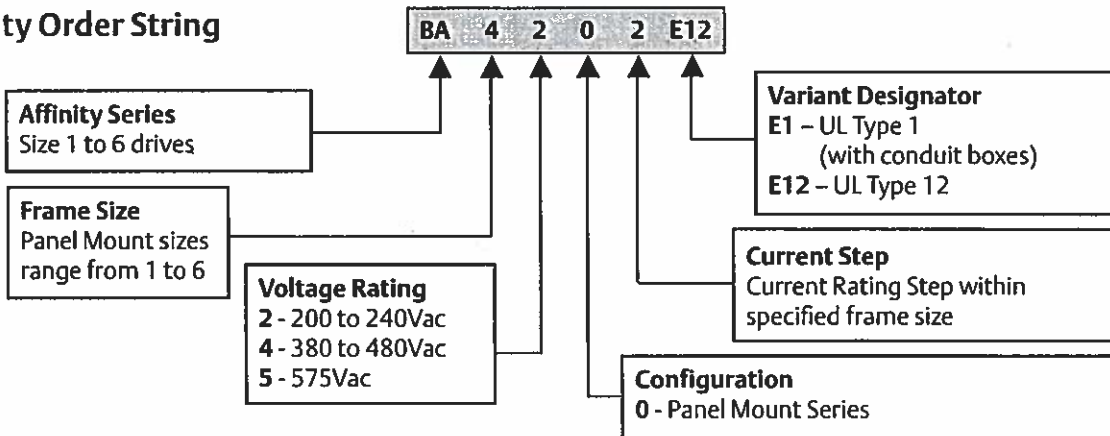 ty Order String
BA 4 2 0 2 E12
Affinity Series
Size 1 to 6 drives
Frame Size
Panel Mount sizes
range from 1 to 6
Voltage Rating
2 - 200 to 240Vac
4 - 380 to 480Vac
5 - 575Vac
Variant Designator
E1 – UL Type 1
(with conduit boxes)
E12 – UL Type 12
Current Step
Current Rating Step within
specified frame size
Configuration
0 - Panel Mount Series